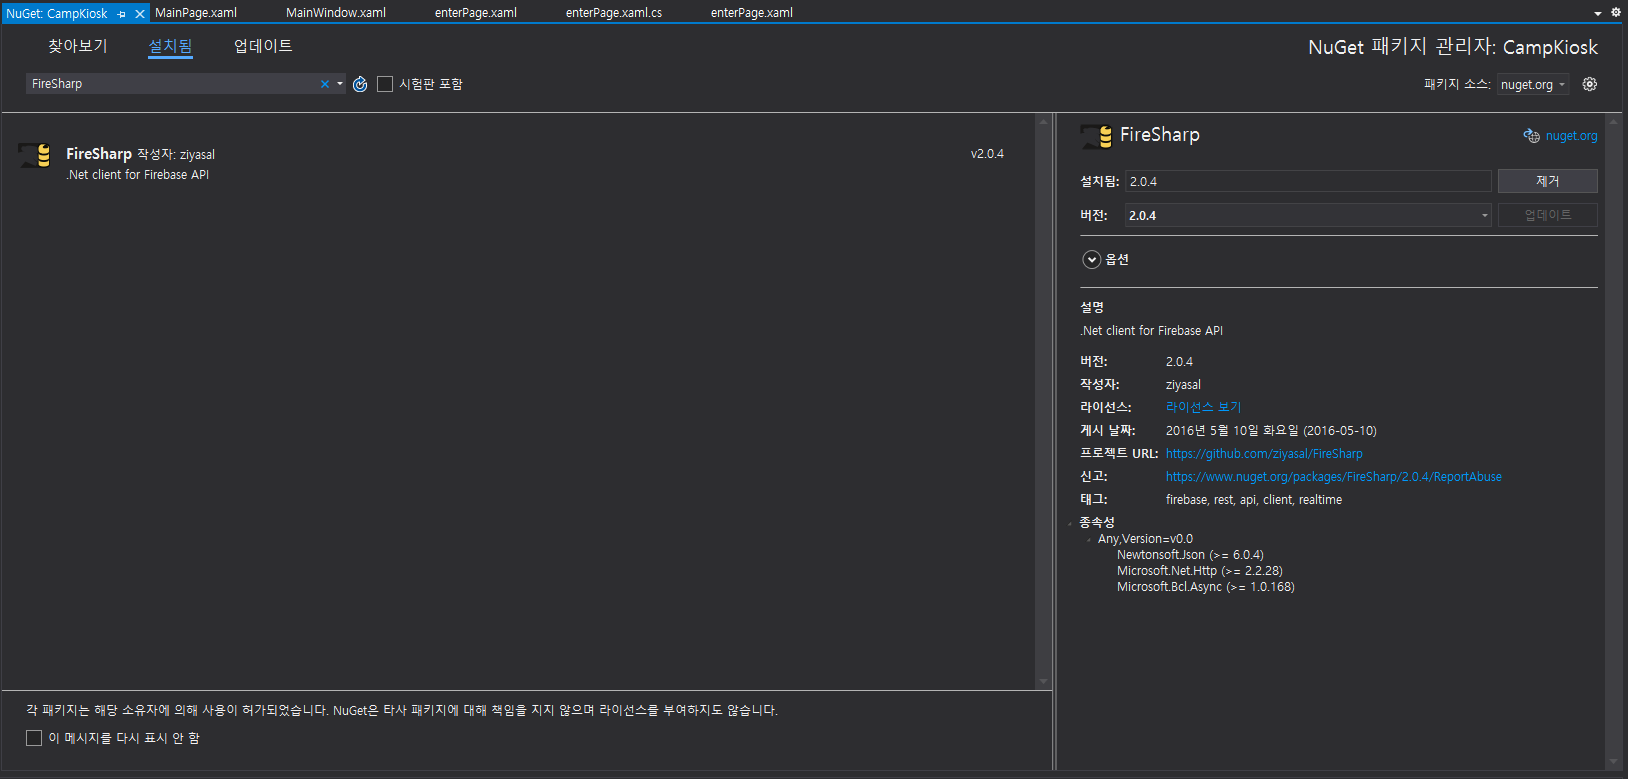 NuGet: CampKiosk MainPage.xaml MainWindow.xaml enterPage.xaml enterPage.xaml.cs enterPage.xaml
찾아보기 설치됨 업데이트
NuGet 패키지 관리자: CampKiosk
FireSharp 시험판 포함
패키지 소스: nuget.org
FireSharp 작성자: ziyasal v2.0.4
.Net client for Firebase API
각 패키지는 해당 소유자에 의해 사용이 허가되었습니다. NuGet은 타사 패키지에 대해 책임을 지지 않으며 라이선스를 부여하지도 않습니다.
이 메시지를 다시 표시 안 함
FireSharp nuget.org
설치됨: 2.0.4 제거
버전: 2.0.4 업데이트
옵션
설명
.Net client for Firebase API
버전: 2.0.4
작성자: ziyasal
라이선스: 라이선스 보기
게시 날짜: 2016년 5월 10일 화요일 (2016-05-10)
프로젝트 URL: https://github.com/ziyasal/FireSharp
신고: https://www.nuget.org/packages/FireSharp/2.0.4/ReportAbuse
태그: firebase, rest, api, client, realtime
종속성
Any,Version=v0.0
Newtonsoft.Json (>= 6.0.4)
Microsoft.Net.Http (>= 2.2.28)
Microsoft.Bcl.Async (>= 1.0.168)